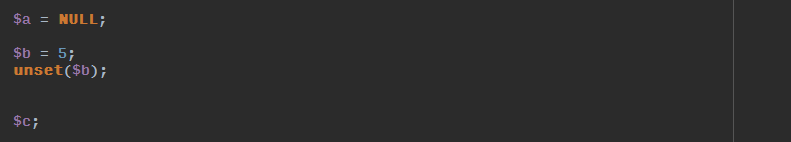 $a = NULL;
$b = 5;
unset($b);
$c;